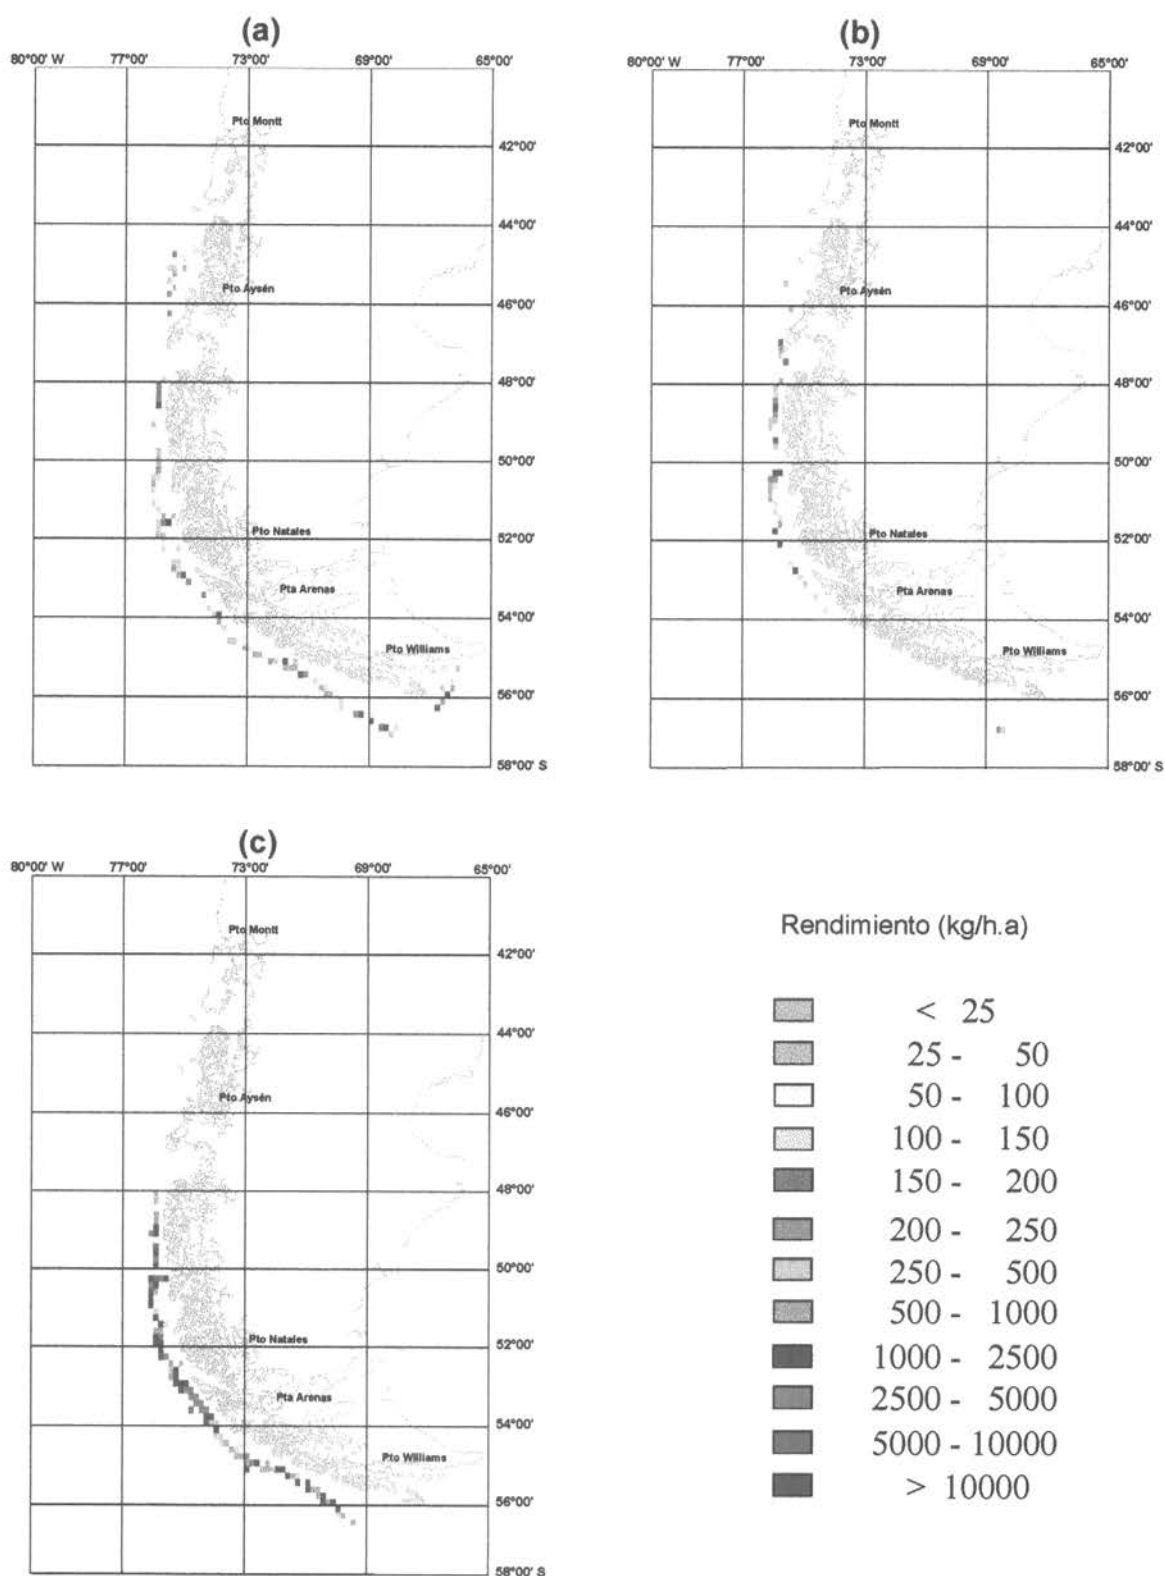 (a)
80°00' W 77°00' 73°00' 69°00' 65°00'
Pto Montt
42°00'
44°00'
Pto Aysén
46°00'
48°00'
50°00'
Pto Natales
52°00'
Pta Arenas
54°00'
Pto Williams
56°00'
58°00' S
(b)
80°00' W 77°00' 73°00' 69°00' 65°00'
Pto Montt
42°00'
44°00'
Pto Aysén
46°00'
48°00'
50°00'
Pto Natales
52°00'
Pta Arenas
54°00'
Pto Williams
56°00'
58°00' S
(c)
80°00' W 77°00' 73°00' 69°00' 65°00'
Pto Montt
42°00'
44°00'
Pto Aysén
46°00'
48°00'
50°00'
Pto Natales
52°00'
Pta Arenas
54°00'
Pto Williams
56°00'
58°00' S
Rendimiento (kg/h.a)
< 25
25 - 50
50 - 100
100 - 150
150 - 200
200 - 250
250 - 500
500 - 1000
1000 - 2500
2500 - 5000
5000 - 10000
> 10000